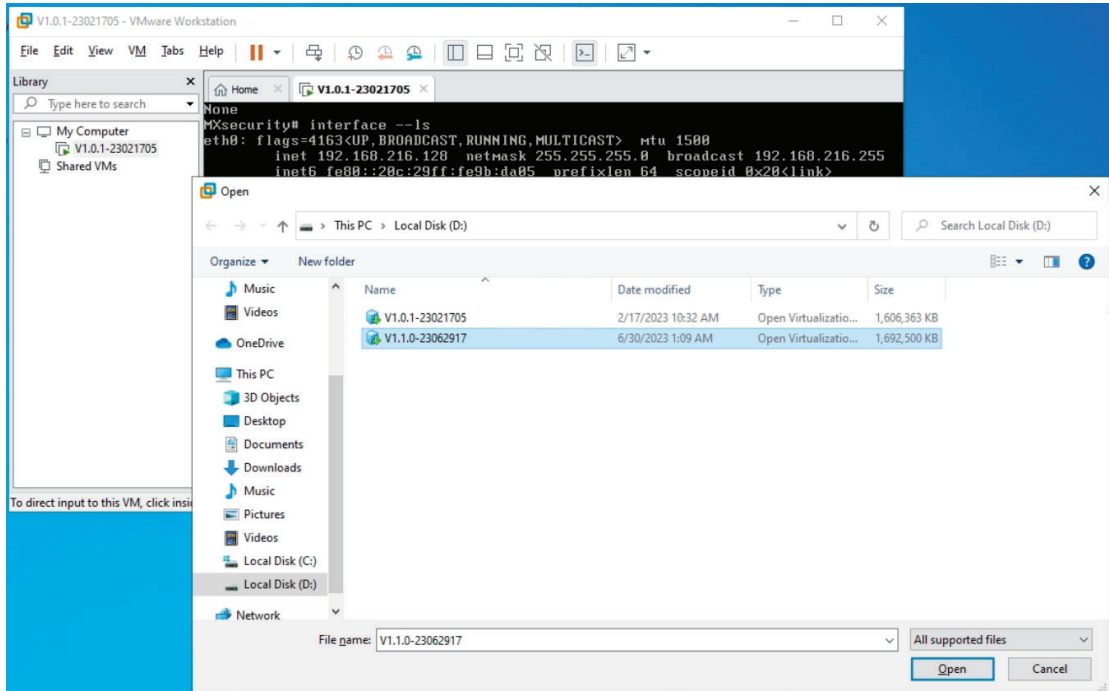 V1.0.1-23021705 - VMware Workstation
File Edit View VM Tabs Help
Library
Type here to search
My Computer
V1.0.1-23021705
Shared VMs
Home
V1.0.1-23021705
None
MXsecurity# interface --ls
eth0: flags=4163<UP,BROADCAST,RUNNING,MULTICAST> mtu 1500
inet 192.168.216.128 netmask 255.255.255.0 broadcast 192.168.216.255
inet6 fe80::20c:29ff:fe9b:da05 prefixlen 64 scopeid 0x20<link>
To direct input to this VM, click insi
Open
This PC > Local Disk (D:)
Search Local Disk (D:)
Organize New folder
Name Date modified Type Size
V1.0.1-23021705 2/17/2023 10:32 AM Open Virtualizatio... 1,606,363 KB
V1.1.0-23062917 6/30/2023 1:09 AM Open Virtualizatio... 1,692,500 KB
Music
Videos
OneDrive
This PC
3D Objects
Desktop
Documents
Downloads
Music
Pictures
Videos
Local Disk (C:)
Local Disk (D:)
Network
File name: V1.1.0-23062917
All supported files
Open Cancel